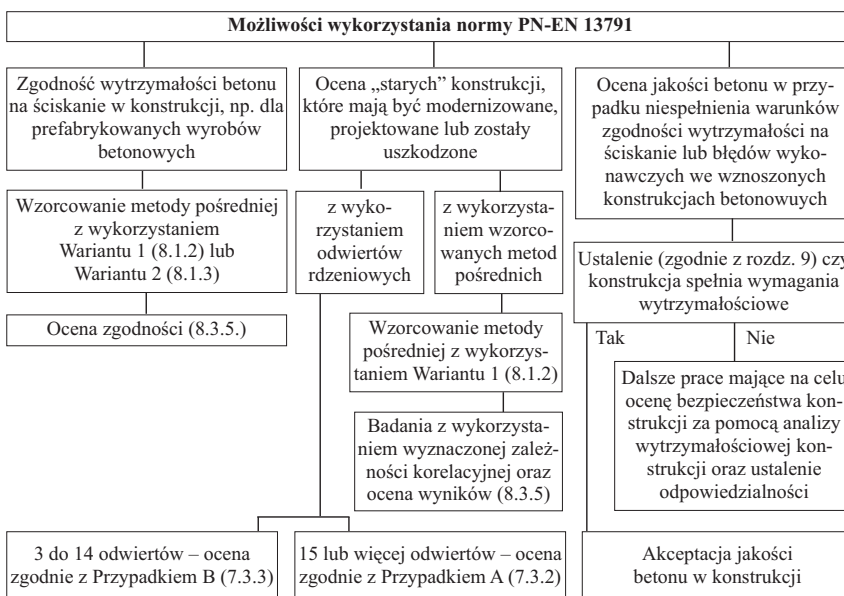 Możliwości wykorzystania normy PN-EN 13791
Zgodność wytrzymałości betonu
na ściskanie w konstrukcji, np. dla
prefabrykowanych wyrobów
betonowych
Wzorcowanie metody pośredniej
z wykorzystaniem
Wariantu 1 (8.1.2) lub
Wariantu 2 (8.1.3)
Ocena zgodności (8.3.5.)
Ocena „starych” konstrukcji,
które mają być modernizowane,
projektowane lub zostały
uszkodzone
z wyko-
rzystaniem
odwiertów
rdzeniowych
z wykorzysta-
niem wzorco-
wanych metod
pośrednich
Wzorcowanie metody
pośredniej z wykorzys-
taniem Wariantu 1 (8.1.2)
Badania z wykorzysta-
niem wyznaczonej zależ-
ności korelacyjnej oraz
ocena wyników (8.3.5)
3 do 14 odwiertów – ocena
zgodnie z Przypadkiem B (7.3.3)
15 lub więcej odwiertów – ocena
zgodnie z Przypadkiem A (7.3.2)
Ocena jakości betonu w przy-
padku niespełnienia warunków
zgodności wytrzymałości na
ściskanie lub błędów wyko-
nawczych we wznoszonych
konstrukcjach betonowuych
Ustalenie (zgodnie z rozdz. 9) czy
konstrukcja spełnia wymagania
wytrzymałościowe
Tak
Nie
Dalsze prace mające na celu
ocenę bezpieczeństwa kon-
strukcji za pomocą analizy
wytrzymałościowej kon-
strukcji oraz ustalenie
odpowiedzialności
Akceptacja jakości
betonu w konstrukcji